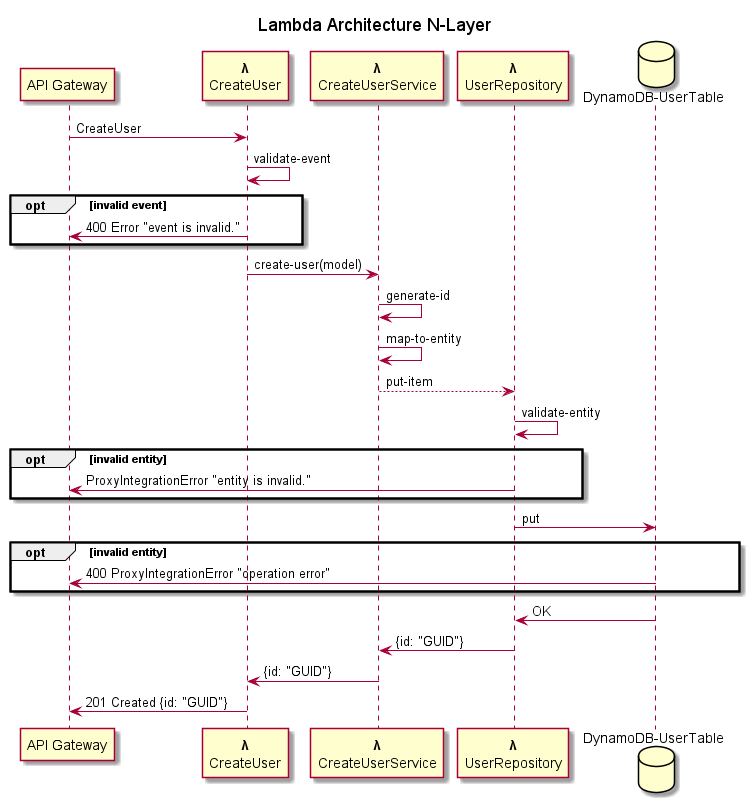 Lambda Architecture N-Layer
API Gateway
λ
CreateUser
λ
CreateUserService
λ
UserRepository
DynamoDB-UserTable
CreateUser
validate-event
opt [invalid event]
400 Error "event is invalid."
create-user(model)
generate-id
map-to-entity
put-item
validate-entity
opt [invalid entity]
ProxyIntegrationError "entity is invalid."
put
opt [invalid entity]
400 ProxyIntegrationError "operation error"
OK
{id: "GUID"}
{id: "GUID"}
201 Created {id: "GUID"}
API Gateway
λ
CreateUser
λ
CreateUserService
λ
UserRepository
DynamoDB-UserTable